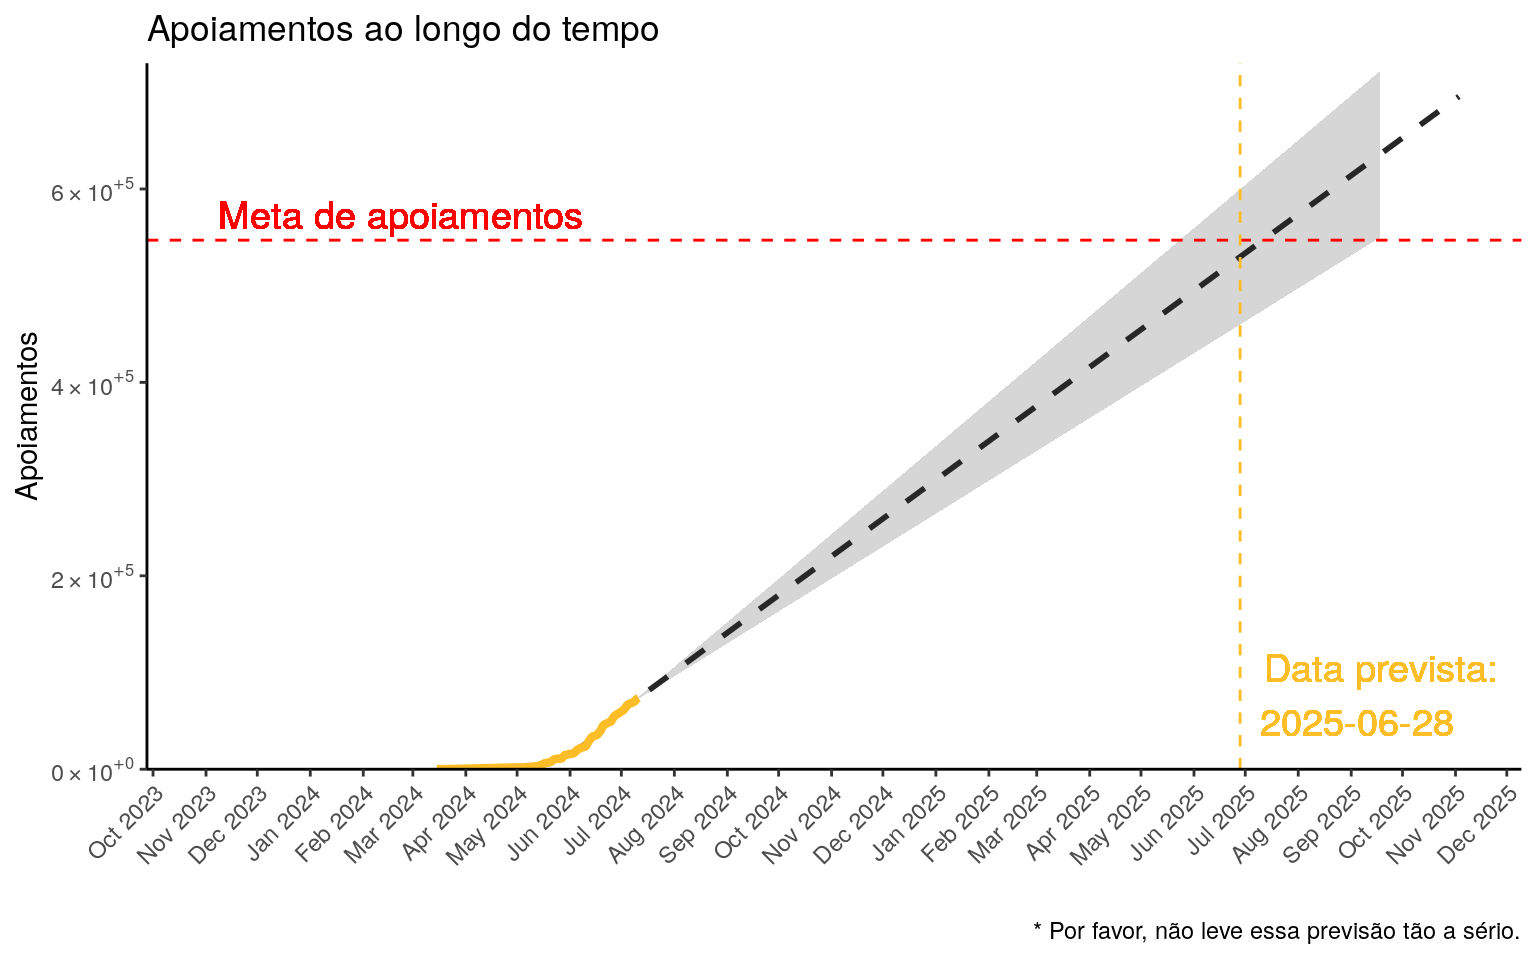 Apoiamentos ao longo do tempo
Apoiamentos
6 × 10⁺⁵
4 × 10⁺⁵
2 × 10⁺⁵
0 × 10⁺⁰
Meta de apoiamentos
Data prevista:
2025-06-28
Oct 2023
Nov 2023
Dec 2023
Jan 2024
Feb 2024
Mar 2024
Apr 2024
May 2024
Jun 2024
Jul 2024
Aug 2024
Sep 2024
Oct 2024
Nov 2024
Dec 2024
Jan 2025
Feb 2025
Mar 2025
Apr 2025
May 2025
Jun 2025
Jul 2025
Aug 2025
Sep 2025
Oct 2025
Nov 2025
Dec 2025
* Por favor, não leve essa previsão tão a sério.